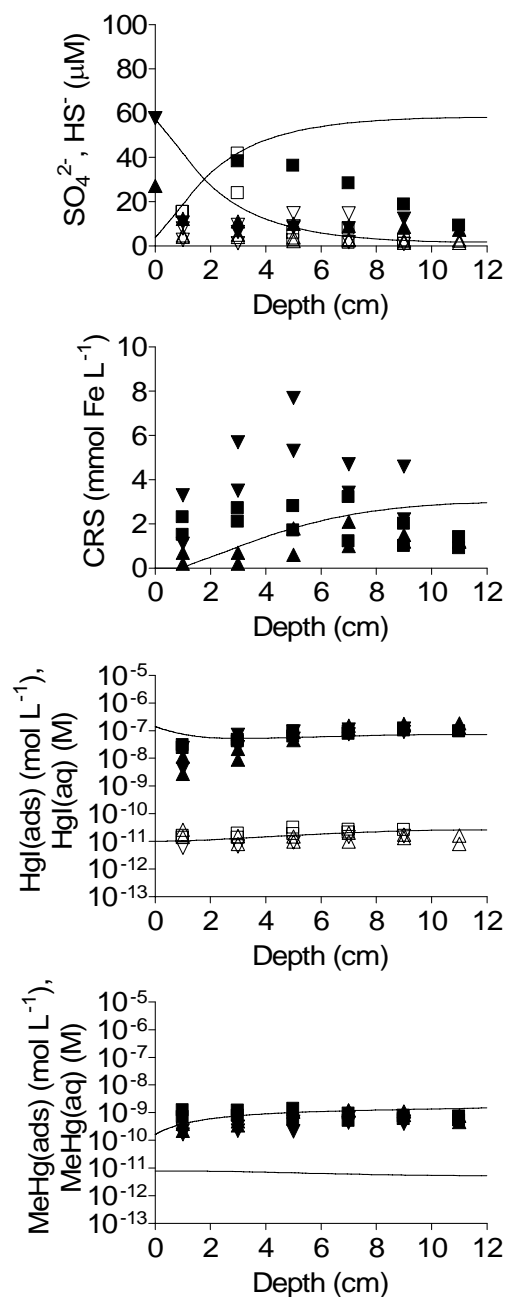 SO₄²⁻, HS⁻ (μM)
100
80
60
40
20
0
0 2 4 6 8 10 12
Depth (cm)
CRS (mmol Fe L⁻¹)
10
8
6
4
2
0
0 2 4 6 8 10 12
Depth (cm)
HgI(ads) (mol L⁻¹),
HgI(aq) (M)
10⁻⁵
10⁻⁶
10⁻⁷
10⁻⁸
10⁻⁹
10⁻¹⁰
10⁻¹¹
10⁻¹²
10⁻¹³
0 2 4 6 8 10 12
Depth (cm)
MeHg(ads) (mol L⁻¹),
MeHg(aq) (M)
10⁻⁵
10⁻⁶
10⁻⁷
10⁻⁸
10⁻⁹
10⁻¹⁰
10⁻¹¹
10⁻¹²
10⁻¹³
0 2 4 6 8 10 12
Depth (cm)